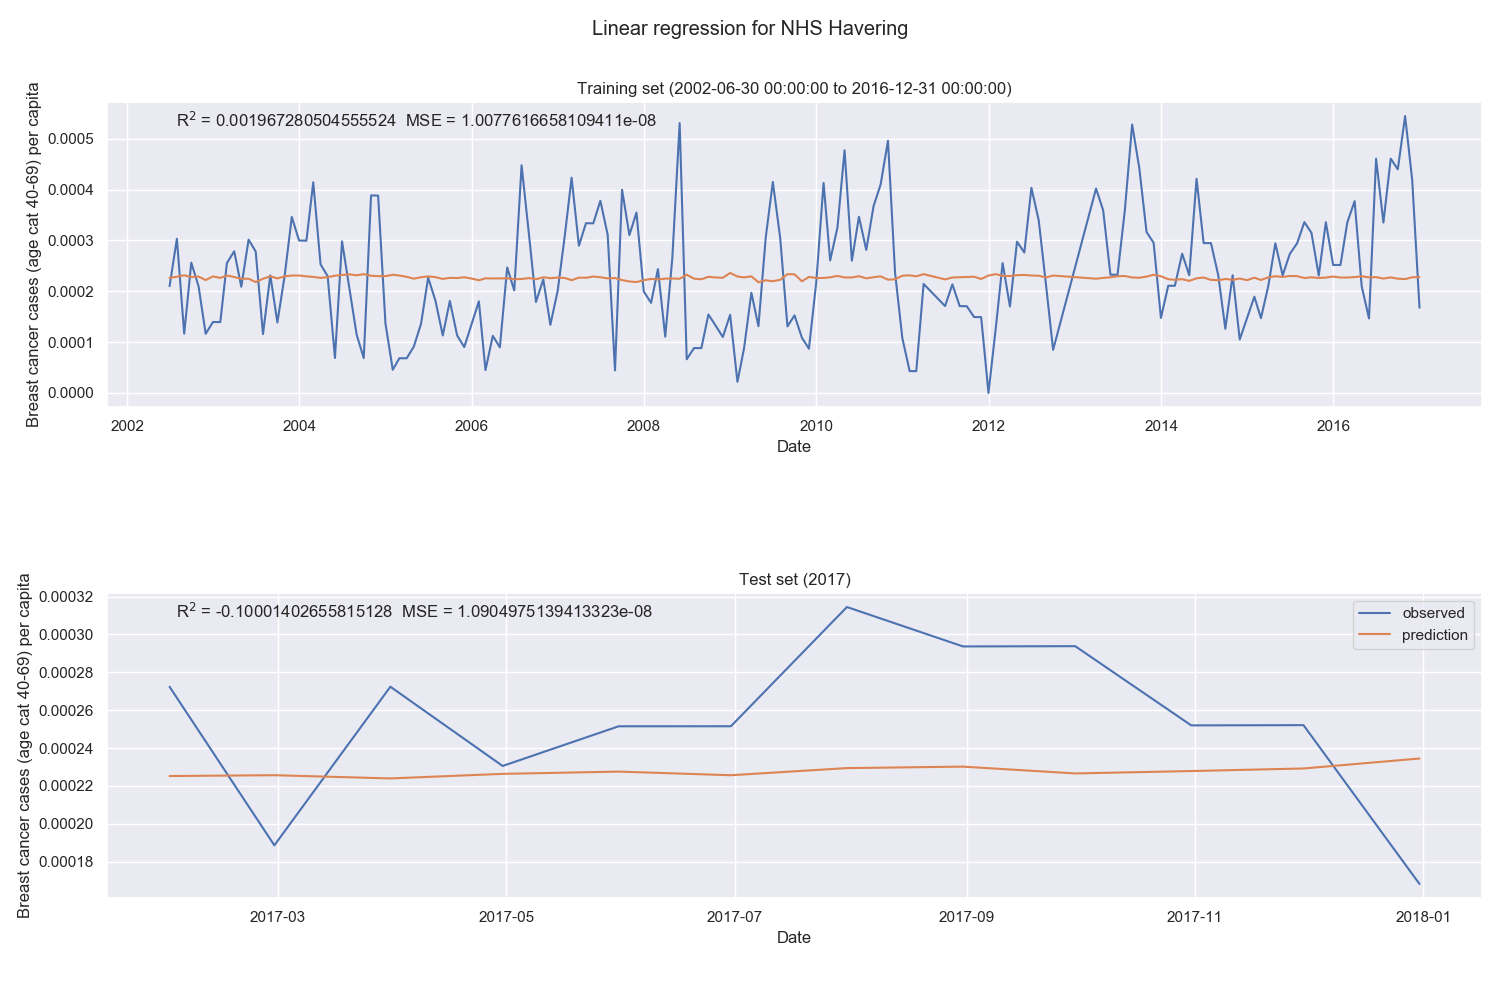 Linear regression for NHS Havering
Training set (2002-06-30 00:00:00 to 2016-12-31 00:00:00)
R² = 0.001967280504555524 MSE = 1.0077616658109411e-08
Breast cancer cases (age cat 40-69) per capita
0.0005
0.0004
0.0003
0.0002
0.0001
0.0000
2002 2004 2006 2008 2010 2012 2014 2016
Date
Test set (2017)
R² = -0.10001402655815128 MSE = 1.0904975139413323e-08
observed
prediction
Breast cancer cases (age cat 40-69) per capita
0.00032
0.00030
0.00028
0.00026
0.00024
0.00022
0.00020
0.00018
2017-03 2017-05 2017-07 2017-09 2017-11 2018-01
Date